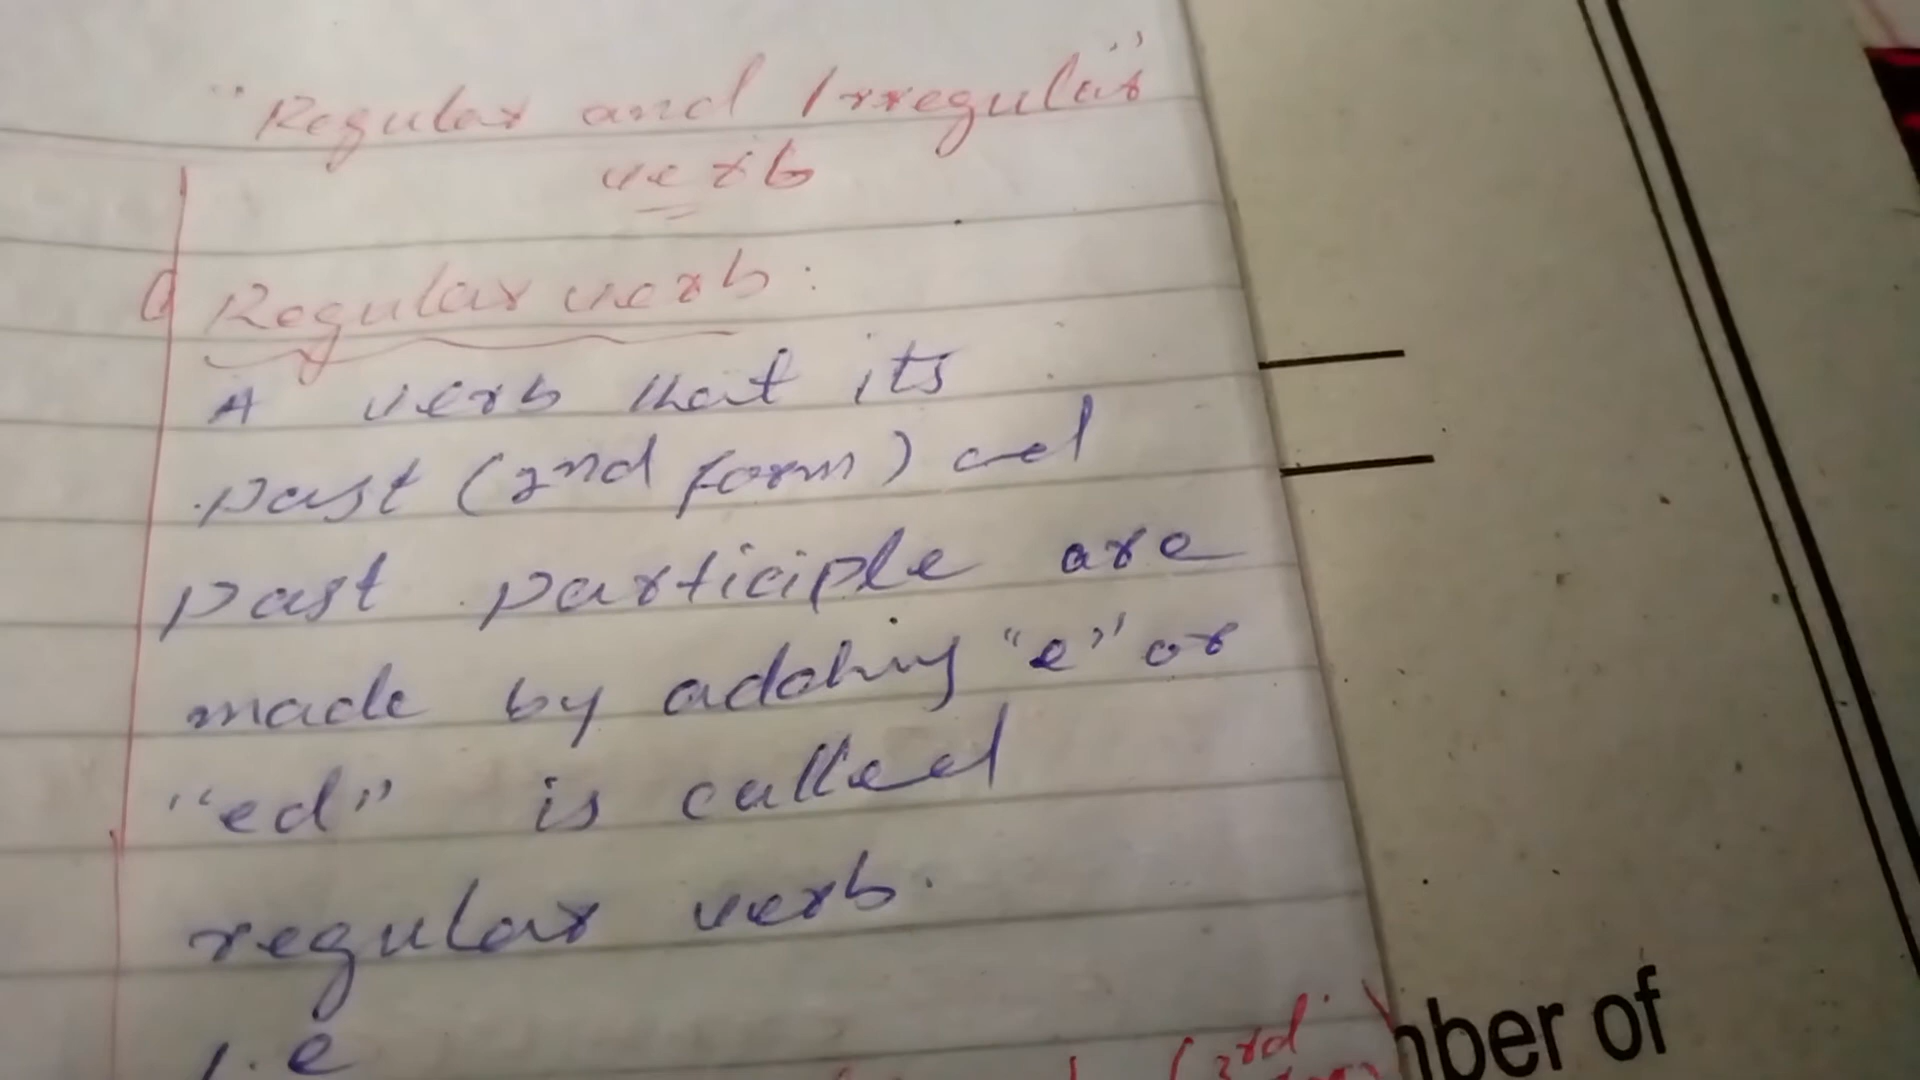 "Regular and Irregular"
verb
Regular verb:
A verb that its
past (2nd form) and
past participle are
made by adding "e" or
"ed" is called
regular verb.
i.e
(3rd
nber of